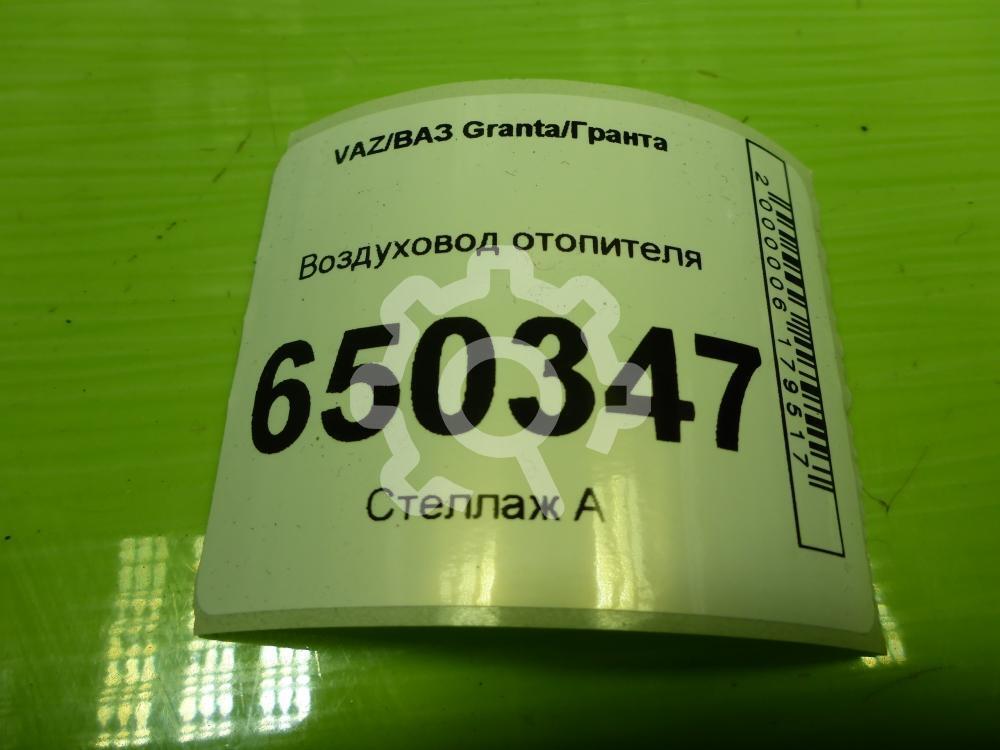 VAZ/ВАЗ Granta/Гранта
Воздуховод отопителя
650347
Стеллаж А
2000006179517